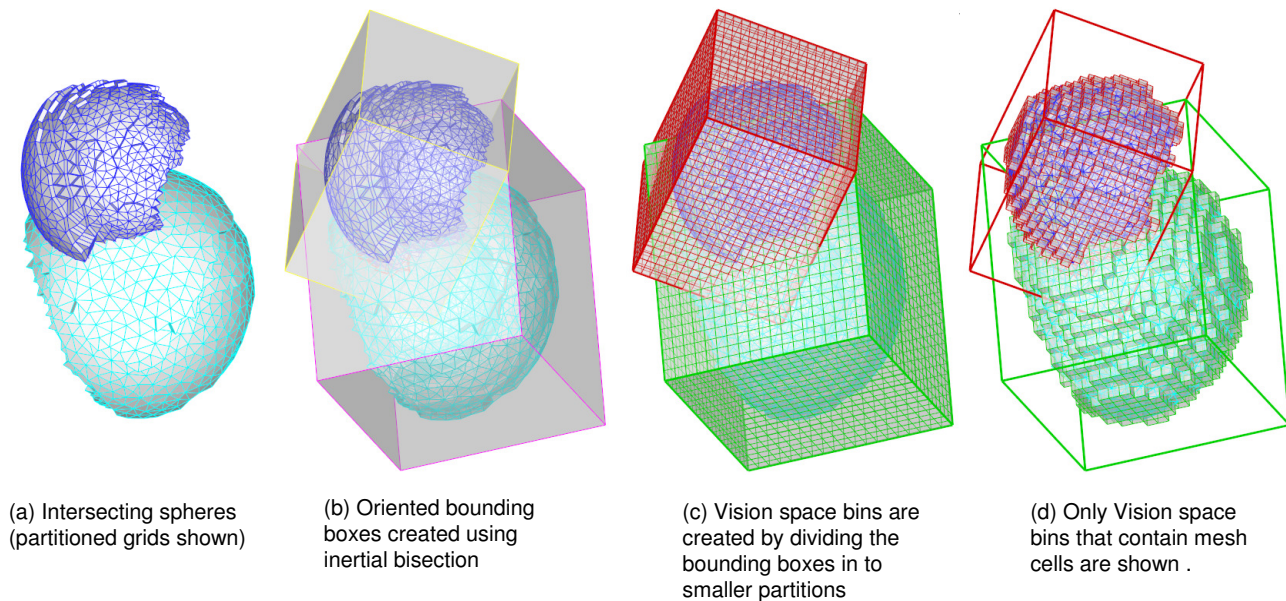 (a) Intersecting spheres
(partitioned grids shown)
(b) Oriented bounding
boxes created using
inertial bisection
(c) Vision space bins are
created by dividing the
bounding boxes in to
smaller partitions
(d) Only Vision space
bins that contain mesh
cells are shown .